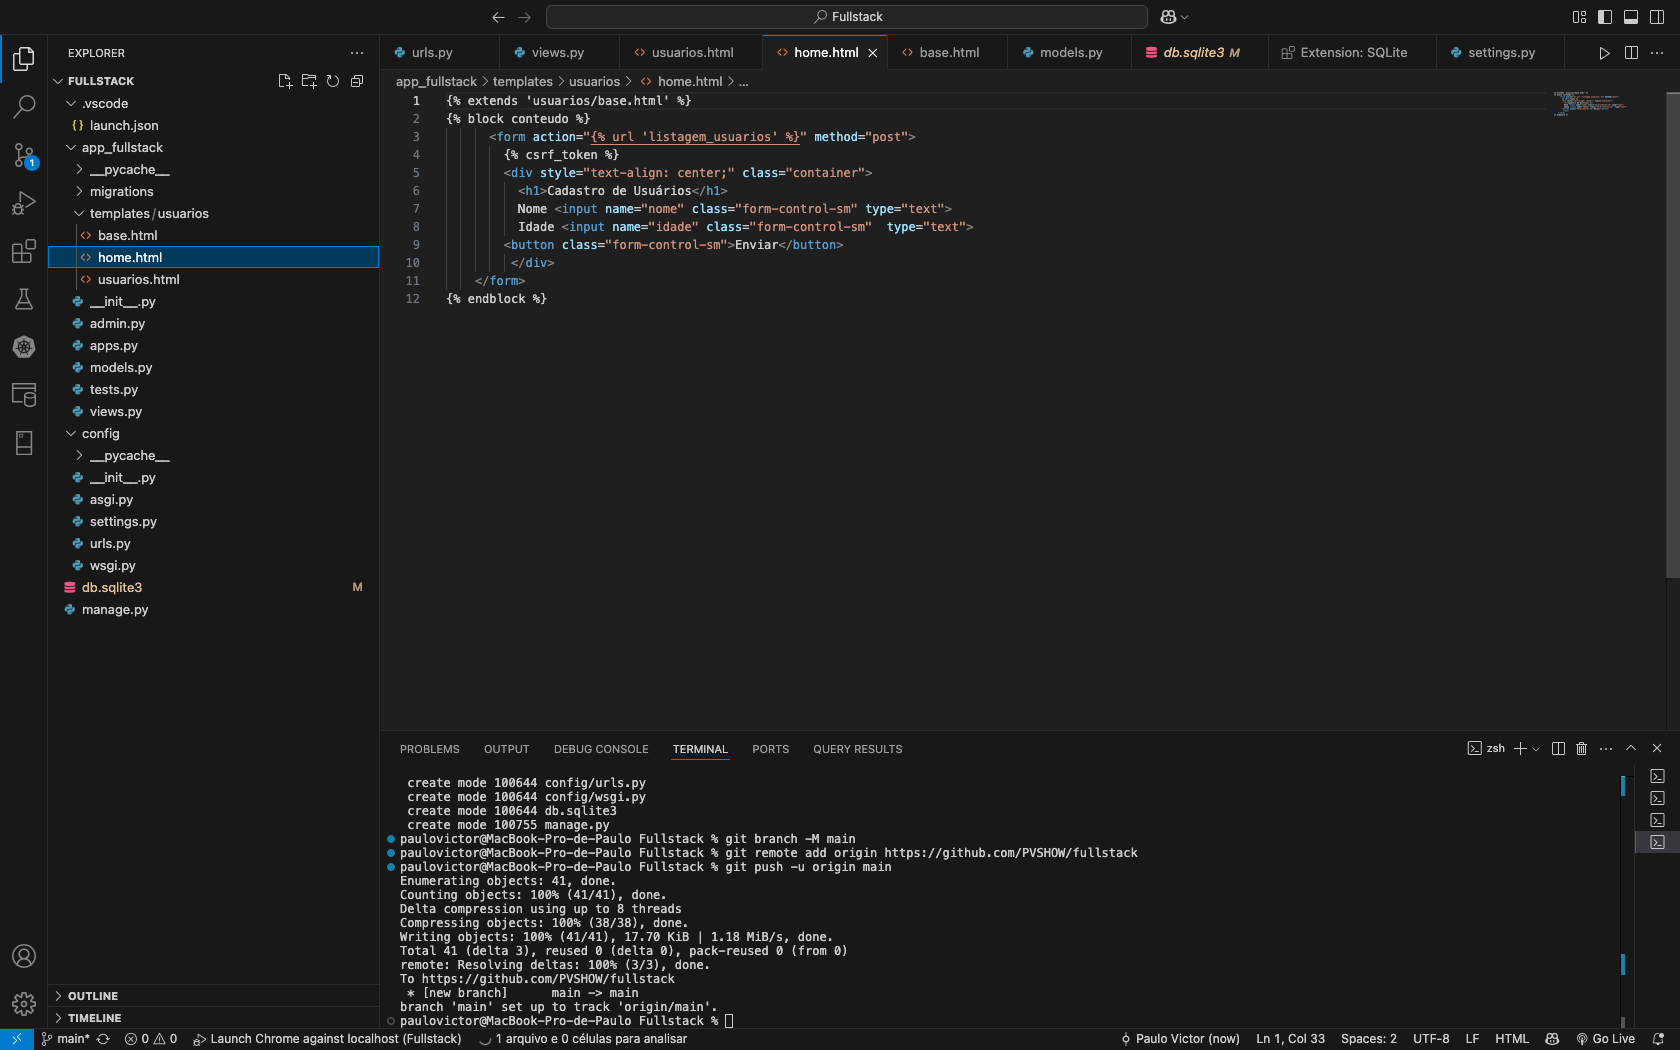 Fullstack
EXPLORER
FULLSTACK
.vscode
{} launch.json
app_fullstack
__pycache__
migrations
templates/usuarios
<> base.html
<> home.html
<> usuarios.html
__init__.py
admin.py
apps.py
models.py
tests.py
views.py
config
__pycache__
__init__.py
asgi.py
settings.py
urls.py
wsgi.py
db.sqlite3 M
manage.py
OUTLINE
TIMELINE
1
urls.py
views.py
<> usuarios.html
<> home.html
<> base.html
models.py
db.sqlite3 M
Extension: SQLite
settings.py
app_fullstack > templates > usuarios > <> home.html > ...
1 {% extends 'usuarios/base.html' %}
2 {% block conteudo %}
3 <form action="{% url 'listagem_usuarios' %}" method="post">
4 {% csrf_token %}
5 <div style="text-align: center;" class="container">
6 <h1>Cadastro de Usuários</h1>
7 Nome <input name="nome" class="form-control-sm" type="text">
8 Idade <input name="idade" class="form-control-sm"  type="text">
9 <button class="form-control-sm">Enviar</button>
10 </div>
11 </form>
12 {% endblock %}
PROBLEMS OUTPUT DEBUG CONSOLE TERMINAL PORTS QUERY RESULTS
zsh
create mode 100644 config/urls.py
create mode 100644 config/wsgi.py
create mode 100644 db.sqlite3
create mode 100755 manage.py
paulovictor@MacBook-Pro-de-Paulo Fullstack % git branch -M main
paulovictor@MacBook-Pro-de-Paulo Fullstack % git remote add origin https://github.com/PVSHOW/fullstack
paulovictor@MacBook-Pro-de-Paulo Fullstack % git push -u origin main
Enumerating objects: 41, done.
Counting objects: 100% (41/41), done.
Delta compression using up to 8 threads
Compressing objects: 100% (38/38), done.
Writing objects: 100% (41/41), 17.70 KiB | 1.18 MiB/s, done.
Total 41 (delta 3), reused 0 (delta 0), pack-reused 0 (from 0)
remote: Resolving deltas: 100% (3/3), done.
To https://github.com/PVSHOW/fullstack
* [new branch]      main -> main
branch 'main' set up to track 'origin/main'.
paulovictor@MacBook-Pro-de-Paulo Fullstack %
main* 0 0 Launch Chrome against localhost (Fullstack) 1 arquivo e 0 células para analisar
Paulo Victor (now) Ln 1, Col 33 Spaces: 2 UTF-8 LF HTML Go Live